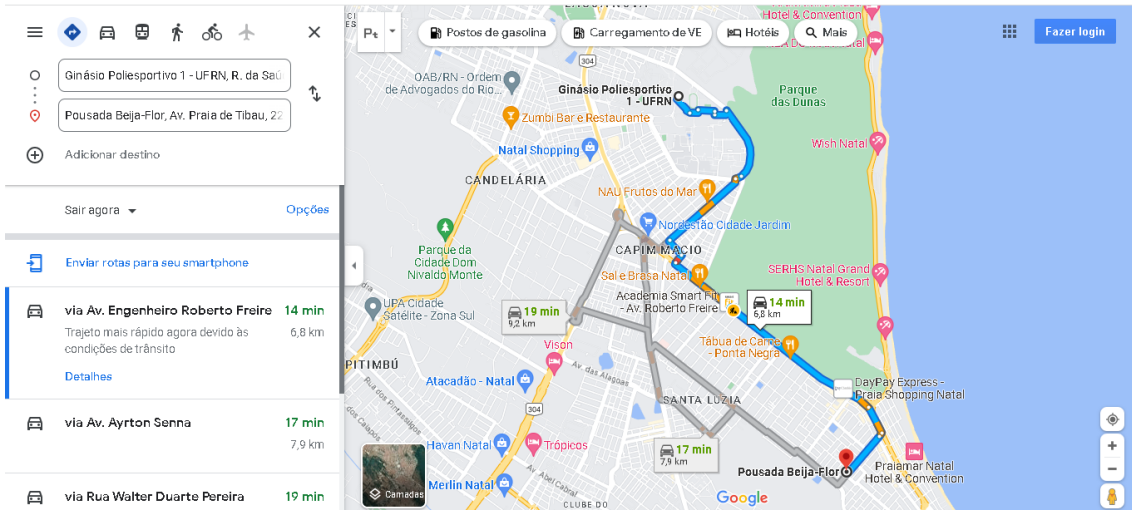 Ginásio Poliesportivo 1 - UFRN, R. da Saú
Pousada Beija-Flor, Av. Praia de Tibau, 22
Adicionar destino
Sair agora
Opções
Enviar rotas para seu smartphone
via Av. Engenheiro Roberto Freire 14 min
Trajeto mais rápido agora devido às 6,8 km
condições de trânsito
Detalhes
via Av. Ayrton Senna 17 min
7,9 km
via Rua Walter Duarte Pereira 19 min
Pt
Postos de gasolina
Carregamento de VE
Hotéis
Mais
Fazer login
Hotel & Convention
304
OAB/RN - Ordem
de Advogados do Rio...
Ginásio Poliesportivo
1 - UFRN
Parque
das Dunas
Zumbi Bar e Restaurante
Natal Shopping
Wish Natal
CANDELÁRIA
NAU Frutos do Mar
Nordestão Cidade Jardim
Parque da
Cidade Dom
Nivaldo Monte
CAPIM MACIO
Sal e Brasa Natal
SERHS Natal Grand
Hotel & Resort
Academia Smart Fit
- Av. Roberto Freire
UPA Cidade
Satélite - Zona Sul
19 min
9,2 km
14 min
6,8 km
Vison
Tábua de Carne
- Ponta Negra
PITIMBÚ
Av. das Alagoas
Atacadão - Natal
DayPay Express -
Praia Shopping Natal
Rua dos Pintassilgos
SANTA LUZIA
304
Havan Natal
Trópicos
17 min
7,9 km
Pousada Beija-Flor
Praiamar Natal
Hotel & Convention
Av. Abel Cabral
Merlin Natal
Camadas
Google
CLUBE DO